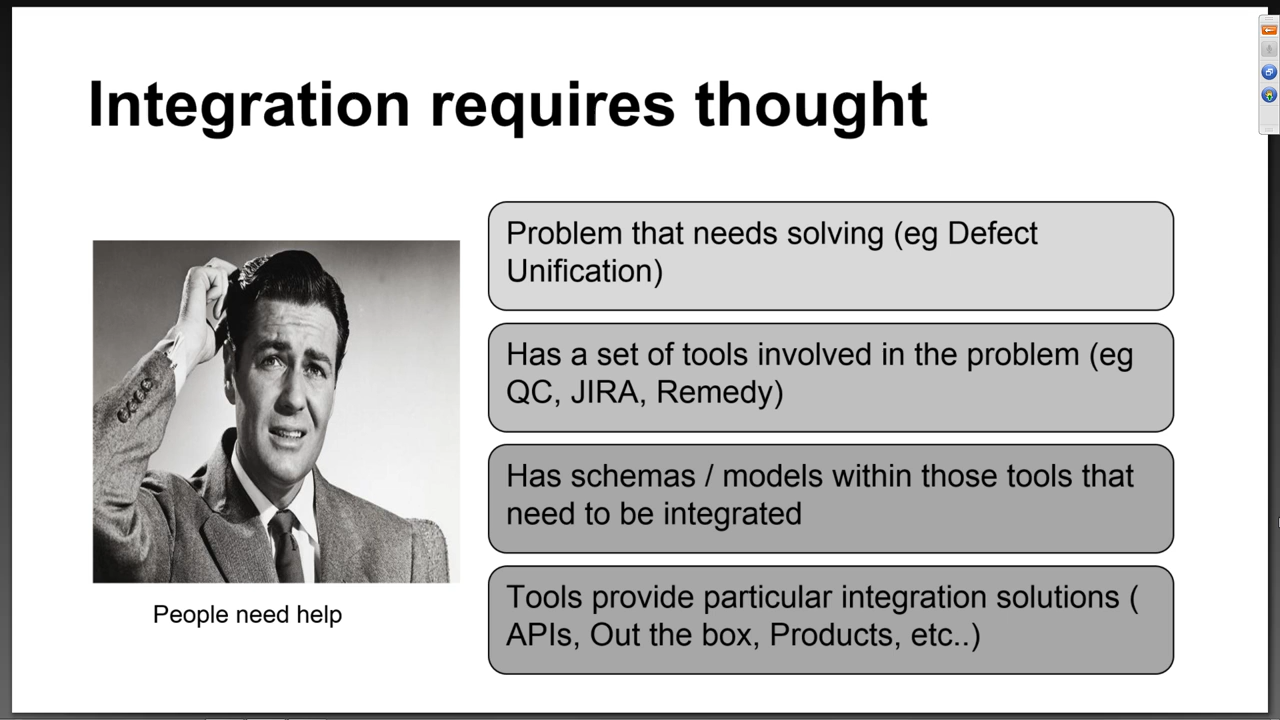 Integration requires thought
Problem that needs solving (eg Defect
Unification)
Has a set of tools involved in the problem (eg
QC, JIRA, Remedy)
Has schemas / models within those tools that
need to be integrated
Tools provide particular integration solutions (
APIs, Out the box, Products, etc..)
People need help